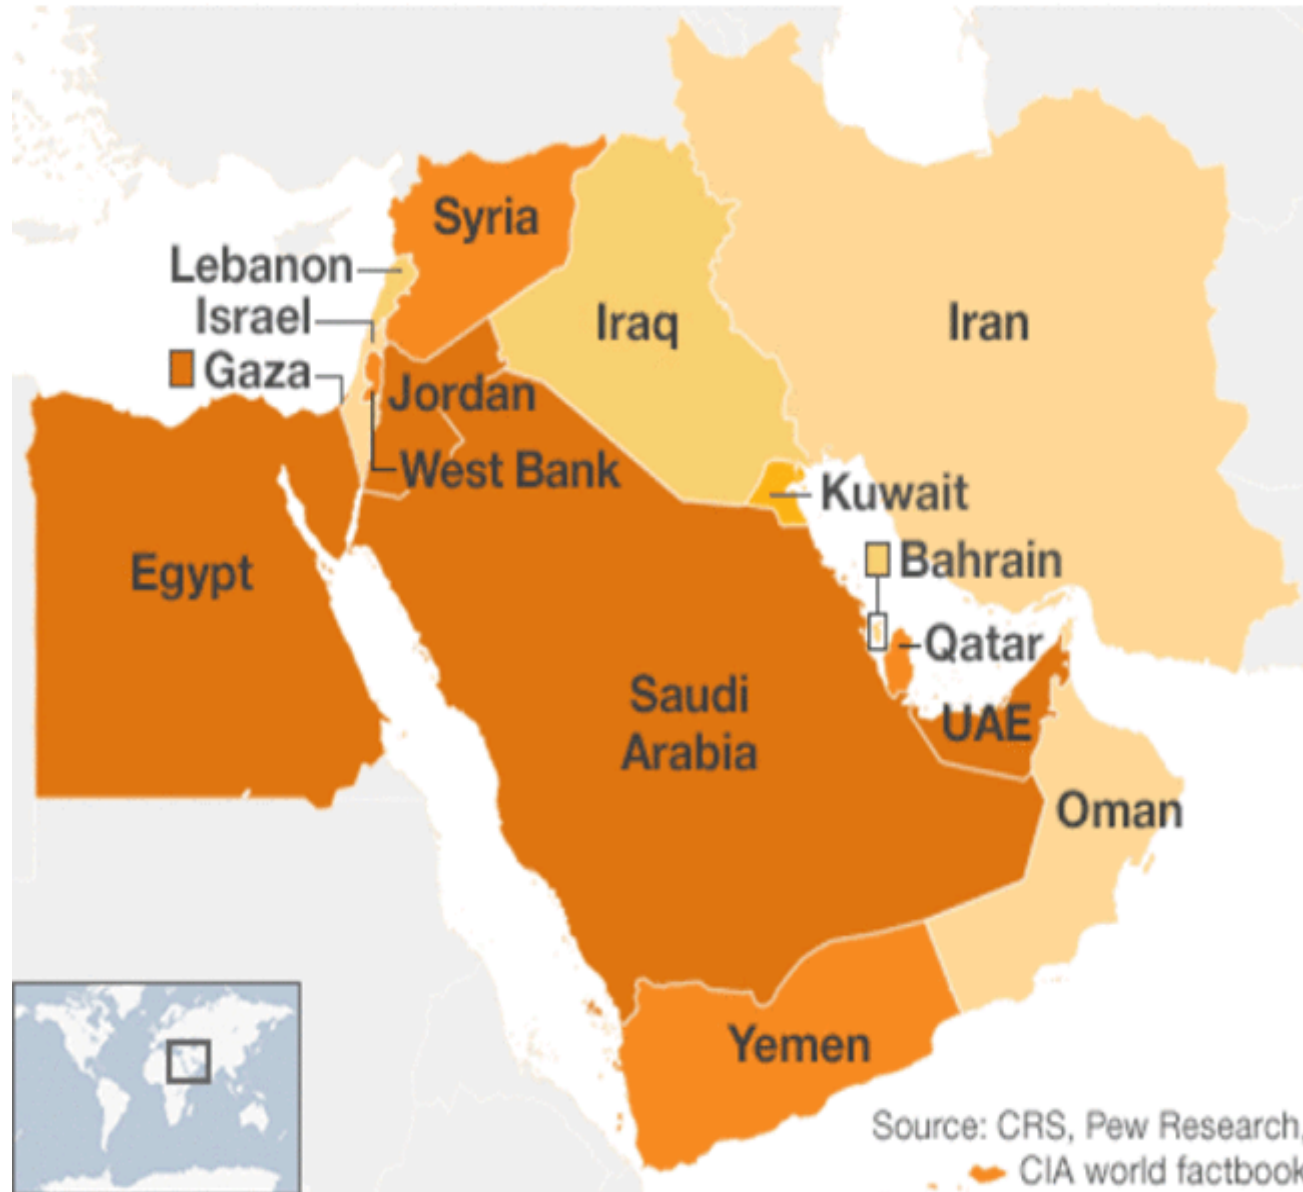 Syria
Lebanon
Israel
Iraq
Iran
Gaza
Jordan
West Bank
Kuwait
Bahrain
Egypt
Qatar
Saudi
Arabia
UAE
Oman
Yemen
Source: CRS, Pew Research,
CIA world factbook